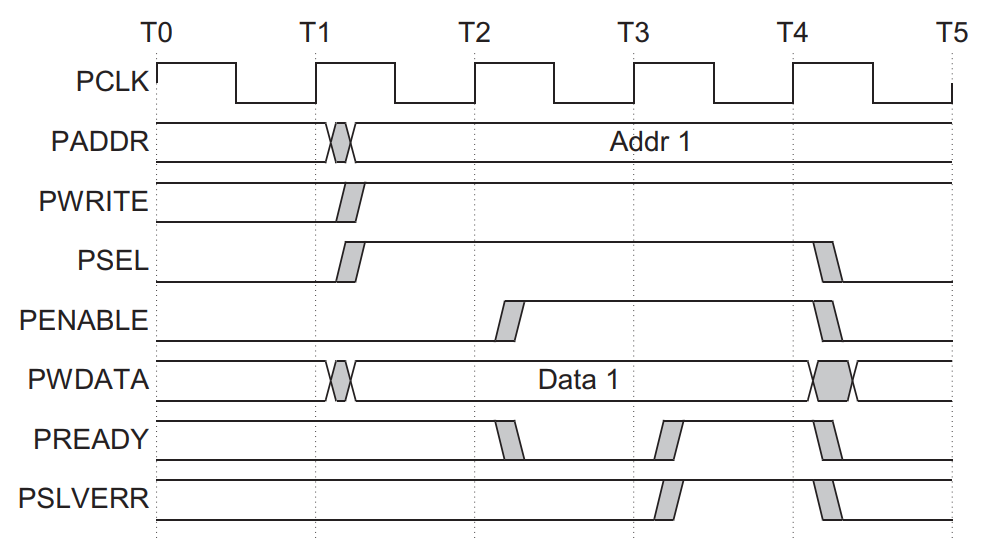 T0 T1 T2 T3 T4 T5
PCLK
PADDR Addr 1
PWRITE
PSEL
PENABLE
PWDATA Data 1
PREADY
PSLVERR